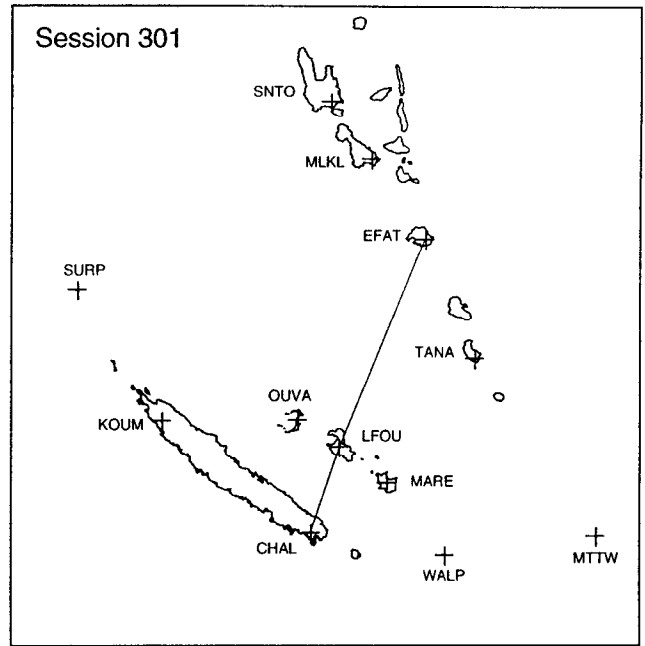 Session 301
SNTO
MLKL
EFAT
SURP
TANA
OUVA
KOUM
LFOU
MARE
CHAL
WALP
MTTW